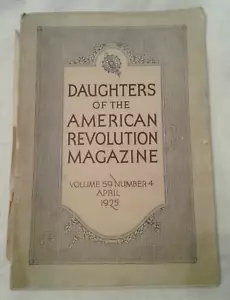 DAUGHTERS
OF THE
AMERICAN
REVOLUTION
MAGAZINE
VOLUME 59 NUMBER 4
APRIL
1925